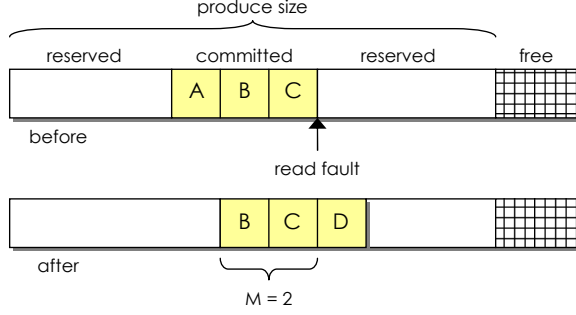 produce size
reserved committed reserved free
A B C
before
read fault
B C D
after
M = 2